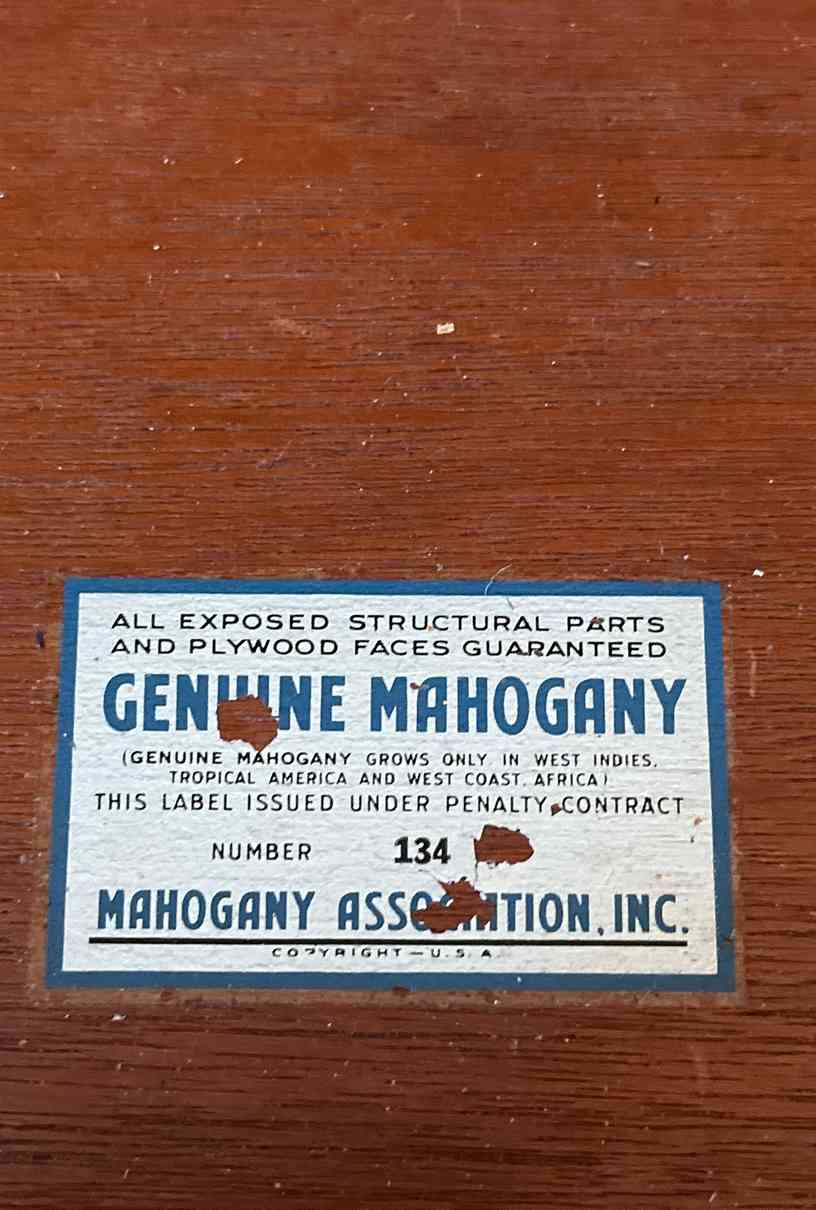 ALL EXPOSED STRUCTURAL PARTS
AND PLYWOOD FACES GUARANTEED
GENUINE MAHOGANY
(GENUINE MAHOGANY GROWS ONLY IN WEST INDIES,
TROPICAL AMERICA AND WEST COAST, AFRICA)
THIS LABEL ISSUED UNDER PENALTY CONTRACT
NUMBER 134
MAHOGANY ASSOCIATION, INC.
COPYRIGHT — U.S.A.